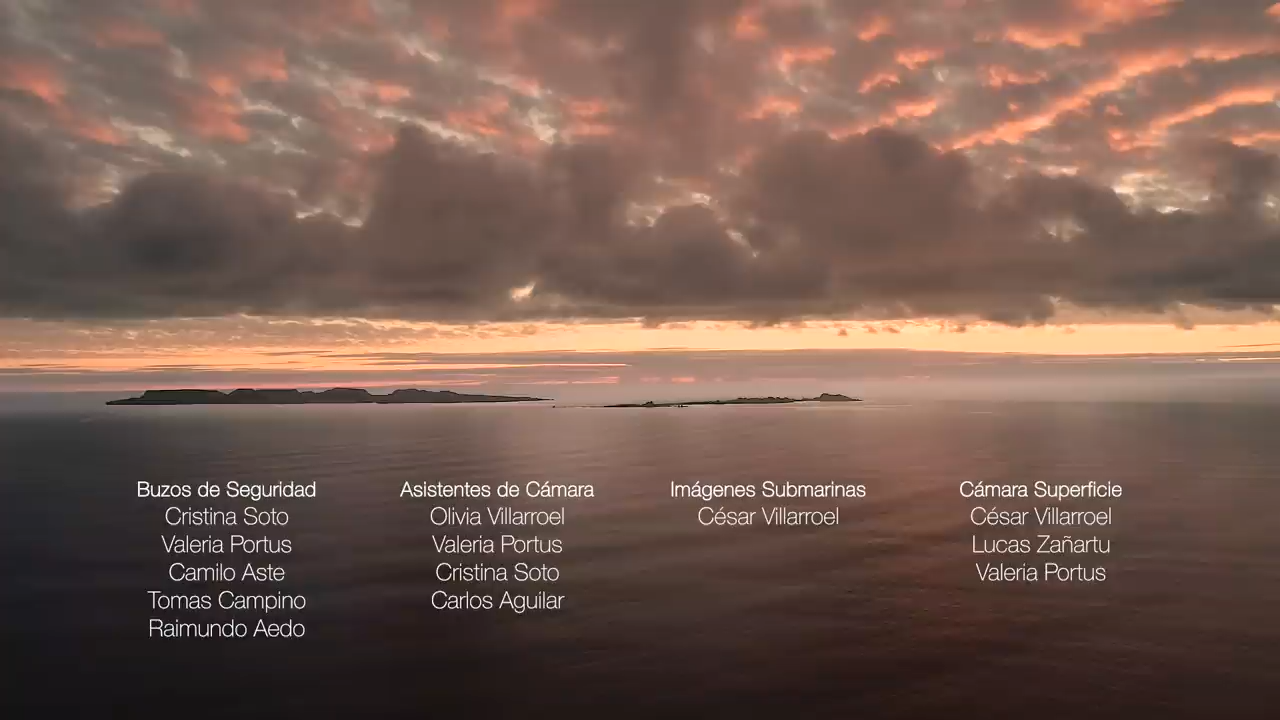 Buzos de Seguridad
Cristina Soto
Valeria Portus
Camilo Aste
Tomas Campino
Raimundo Aedo
Asistentes de Cámara
Olivia Villarroel
Valeria Portus
Cristina Soto
Carlos Aguilar
Imágenes Submarinas
César Villarroel
Cámara Superficie
César Villarroel
Lucas Zañartu
Valeria Portus